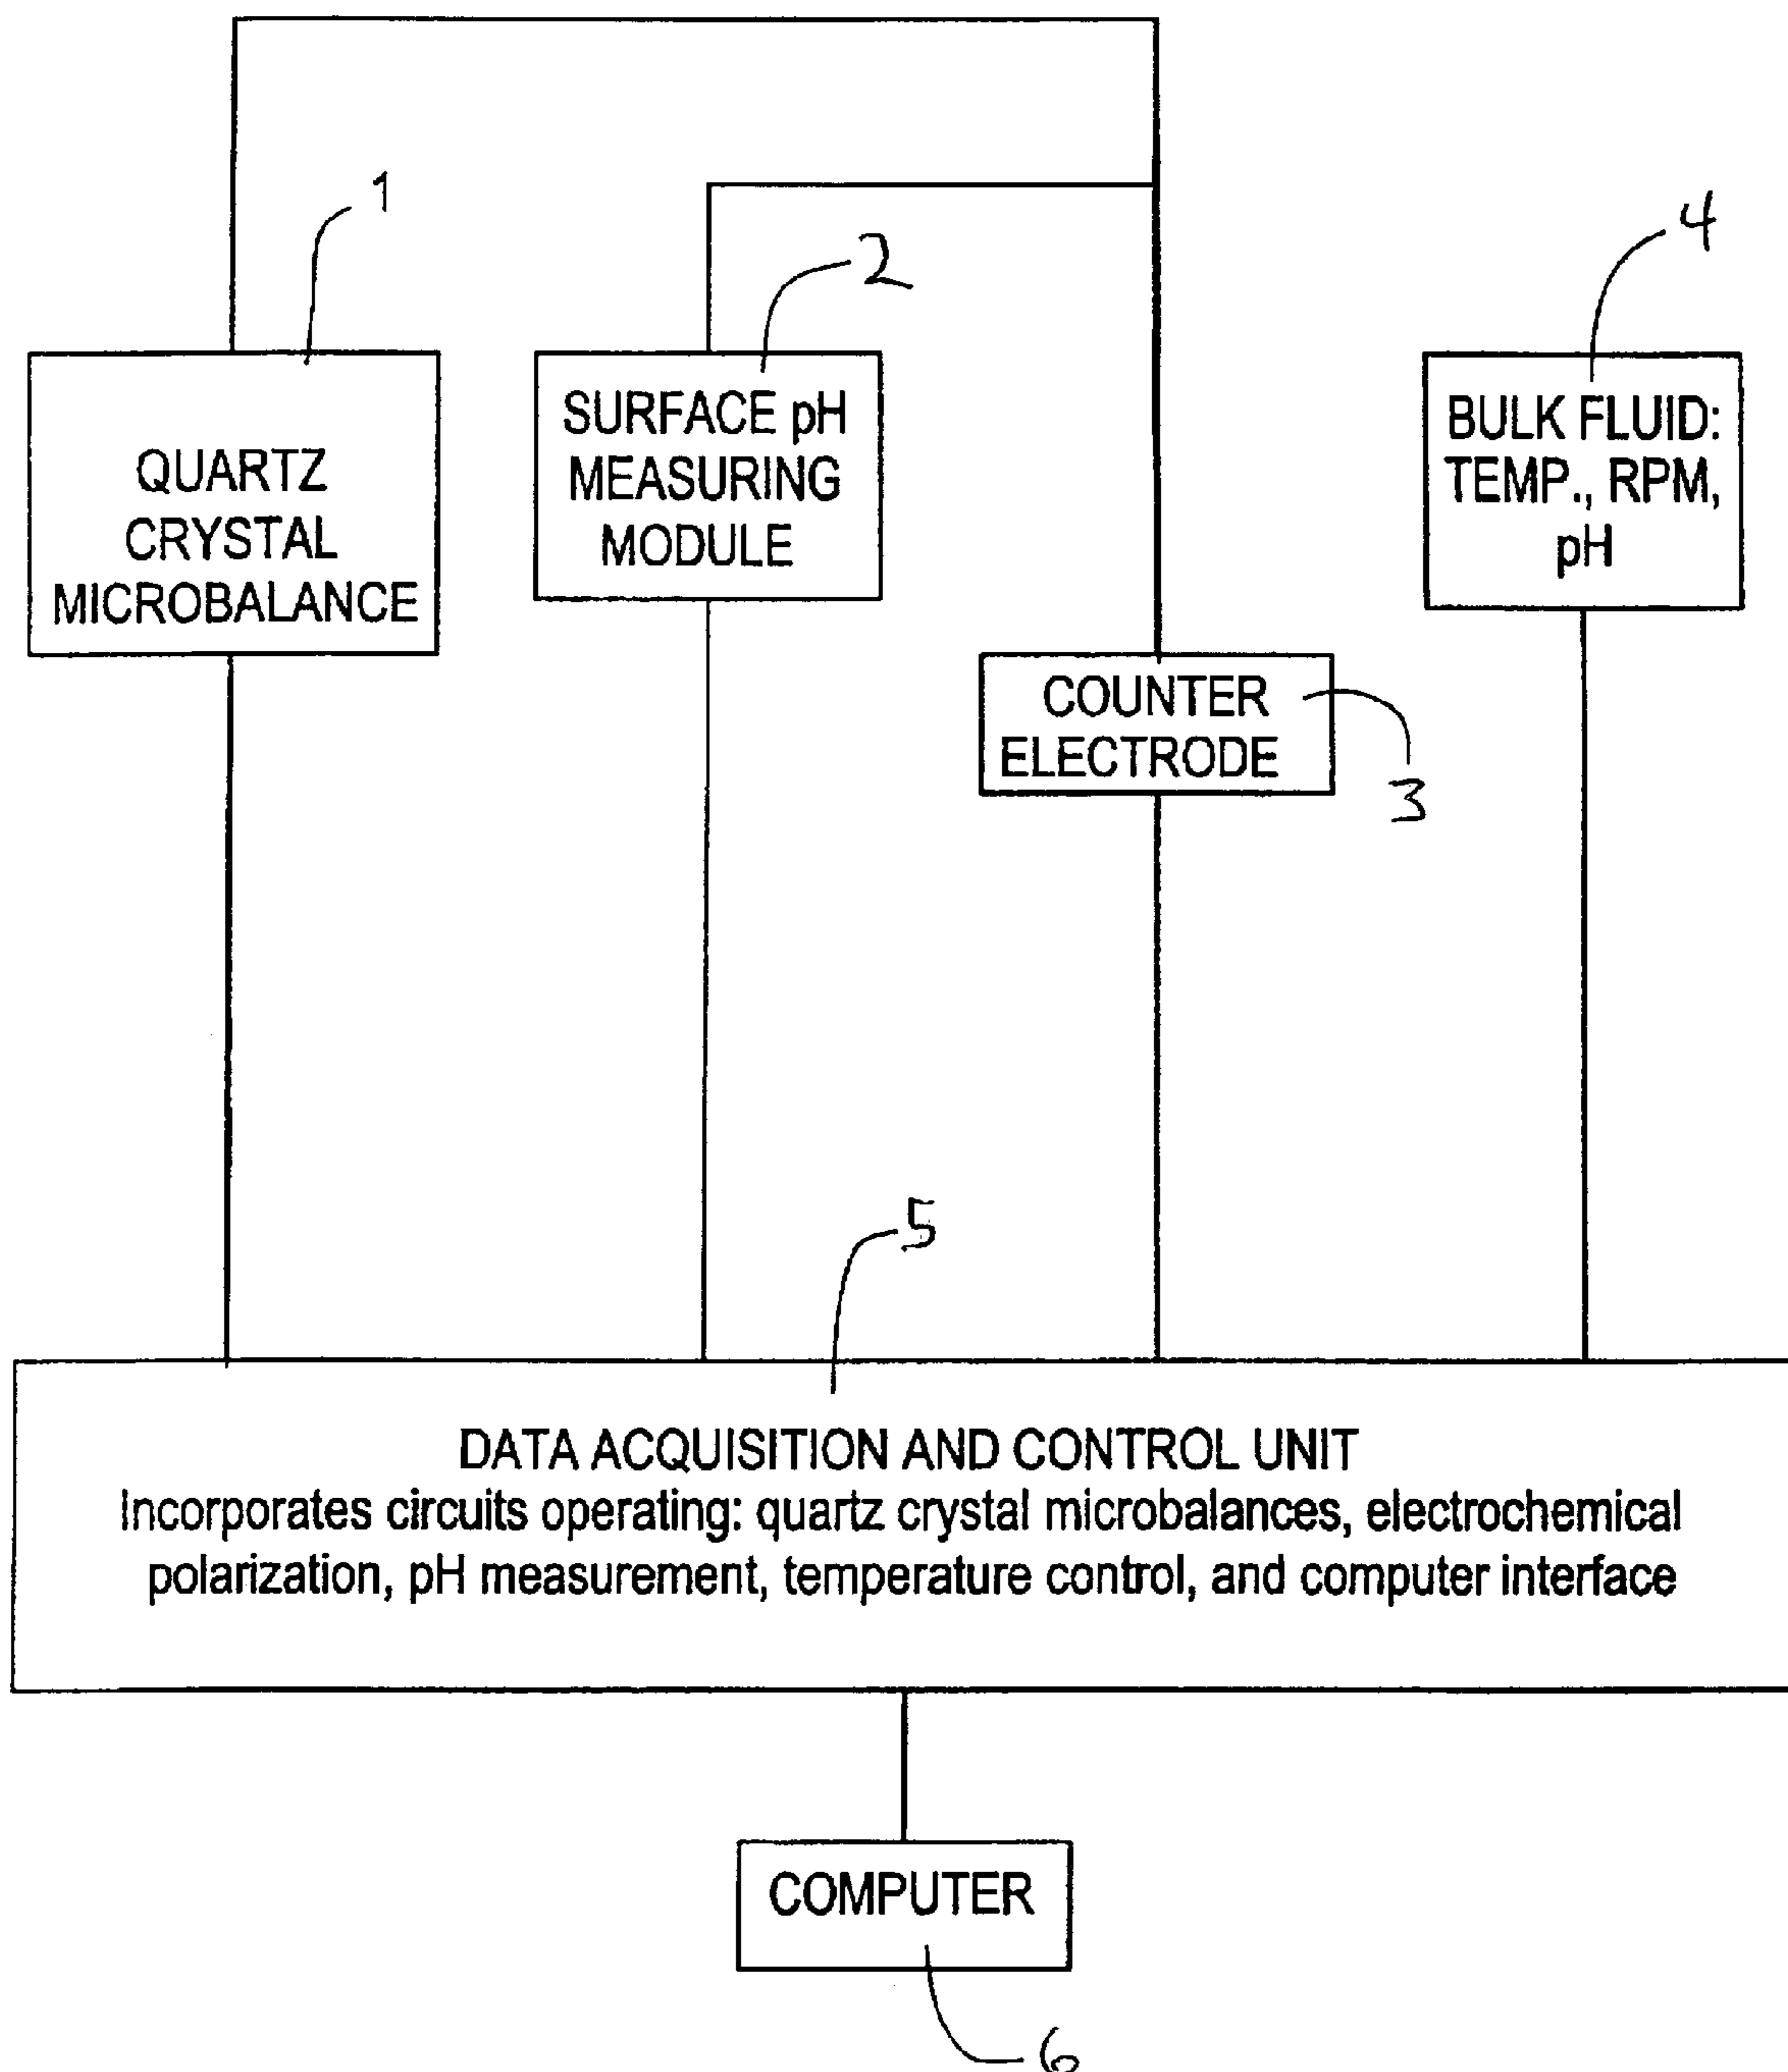 1
2
4
QUARTZ
CRYSTAL
MICROBALANCE
SURFACE pH
MEASURING
MODULE
BULK FLUID:
TEMP., RPM,
pH
COUNTER
ELECTRODE
3
5
DATA ACQUISITION AND CONTROL UNIT
Incorporates circuits operating: quartz crystal microbalances, electrochemical
polarization, pH measurement, temperature control, and computer interface
COMPUTER
6